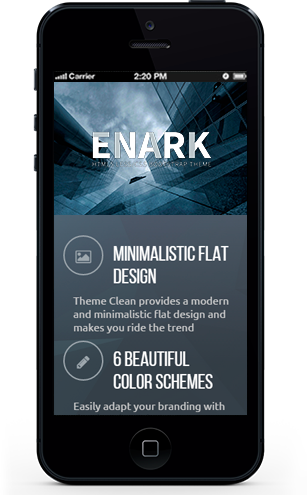 Carrier 2:20 PM
ENARK
MINIMALISTIC FLAT
DESIGN
Theme Clean provides a modern
and minimalistic flat design and
makes you ride the trend
6 BEAUTIFUL
COLOR SCHEMES
Easily adapt your branding with